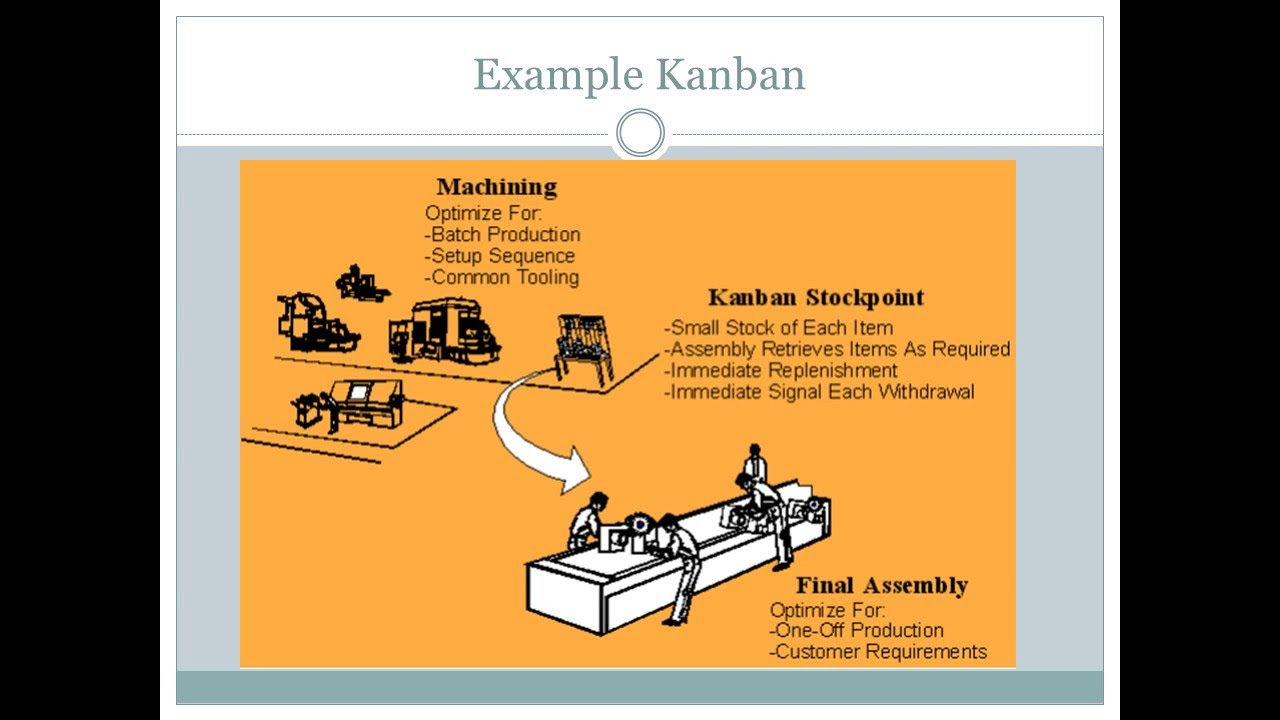 Example Kanban
Machining
Optimize For:
-Batch Production
-Setup Sequence
-Common Tooling
Kanban Stockpoint
-Small Stock of Each Item
-Assembly Retrieves Items As Required
-Immediate Replenishment
-Immediate Signal Each Withdrawal
Final Assembly
Optimize For:
-One-Off Production
-Customer Requirements